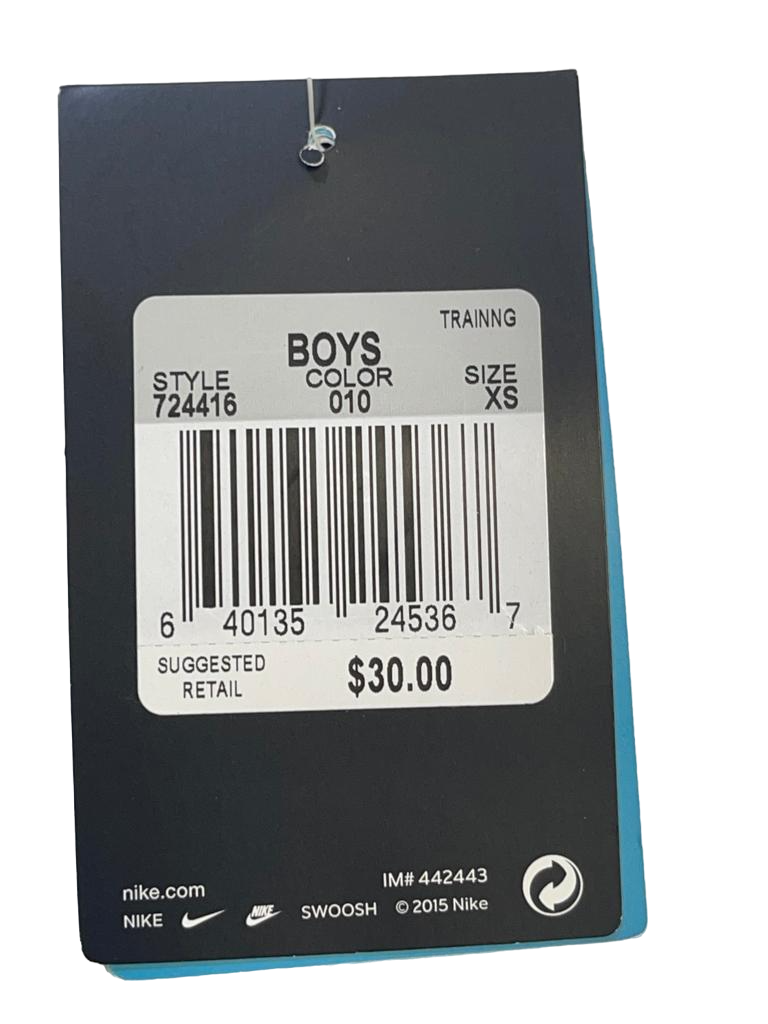 TRAINNG
BOYS
STYLE COLOR SIZE
724416 010 XS
6 40135 24536 7
SUGGESTED
RETAIL
$30.00
nike.com
IM# 442443
NIKE NIKE SWOOSH © 2015 Nike